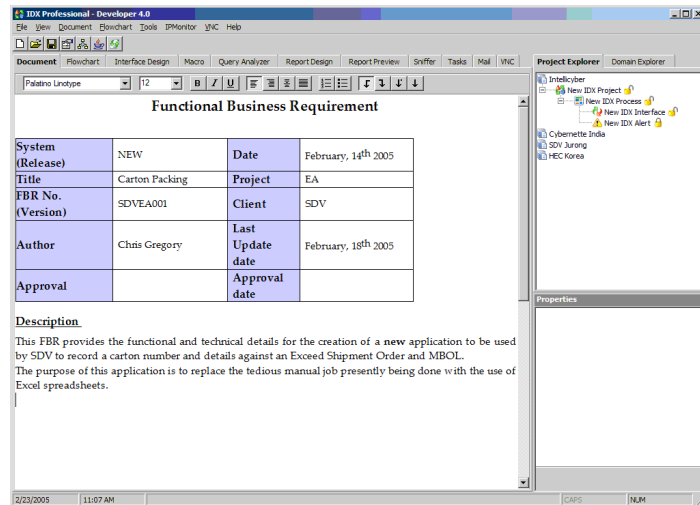 IDX Professional - Developer 4.0
File View Document Flowchart Tools IPMonitor VNC Help
Document Flowchart Interface Design Macro Query Analyzer Report Design Report Preview Sniffer Tasks Mail VNC
Project Explorer Domain Explorer
Palatino Linotype 12 B I U
Functional Business Requirement
System (Release) NEW Date February, 14th 2005
Title Carton Packing Project EA
FBR No. (Version) SDVEA001 Client SDV
Author Chris Gregory Last Update date February, 18th 2005
Approval Approval date
Description
This FBR provides the functional and technical details for the creation of a new application to be used
by SDV to record a carton number and details against an Exceed Shipment Order and MBOL.
The purpose of this application is to replace the tedious manual job presently being done with the use of
Excel spreadsheets.
Intellicyber
New IDX Project
New IDX Process
New IDX Interface
New IDX Alert
Cybernette India
SDV Jurong
HEC Korea
Properties
2/23/2005 11:07 AM CAPS NUM